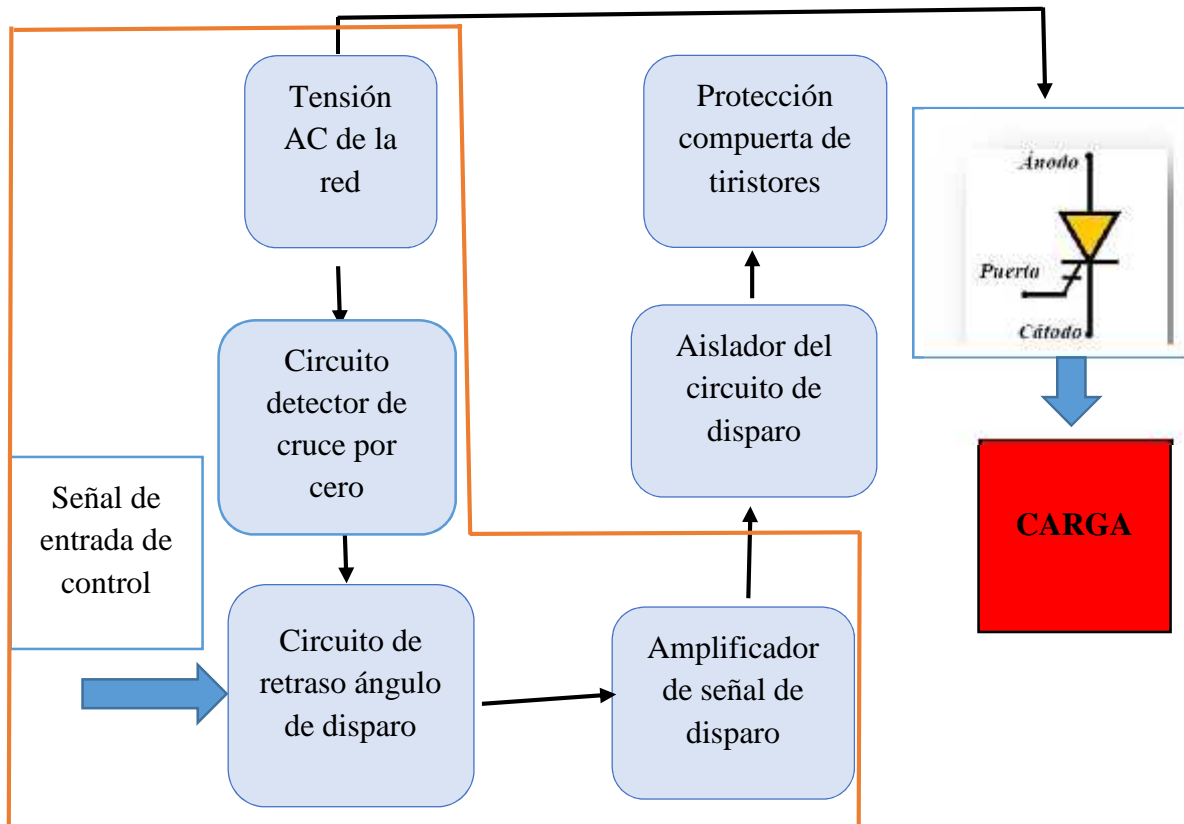 Tensión
AC de la
red
Protección
compuerta de
tiristores
Ánodo
Puerta
Cátodo
Circuito
detector de
cruce por
cero
Aislador del
circuito de
disparo
Señal de
entrada de
control
CARGA
Circuito de
retraso ángulo
de disparo
Amplificador
de señal de
disparo